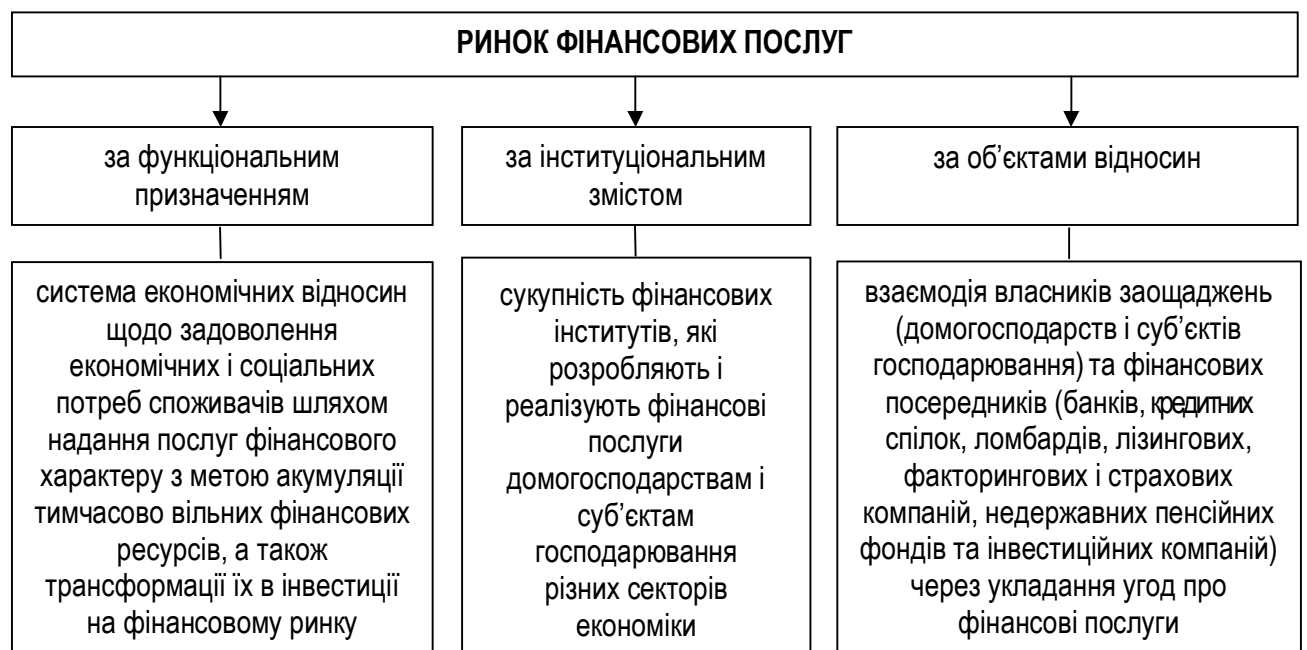 РИНОК ФІНАНСОВИХ ПОСЛУГ
за функціональним
призначенням
за інституціональним
змістом
за об’єктами відносин
система економічних відносин
щодо задоволення
економічних і соціальних
потреб споживачів шляхом
надання послуг фінансового
характеру з метою акумуляції
тимчасово вільних фінансових
ресурсів, а також
трансформації їх в інвестиції
на фінансовому ринку
сукупність фінансових
інститутів, які
розробляють і
реалізують фінансові
послуги
домогосподарствам і
суб’єктам
господарювання
різних секторів
економіки
взаємодія власників заощаджень
(домогосподарств і суб’єктів
господарювання) та фінансових
посередників (банків, кредитних
спілок, ломбардів, лізингових,
факторингових і страхових
компаній, недержавних пенсійних
фондів та інвестиційних компаній)
через укладання угод про
фінансові послуги